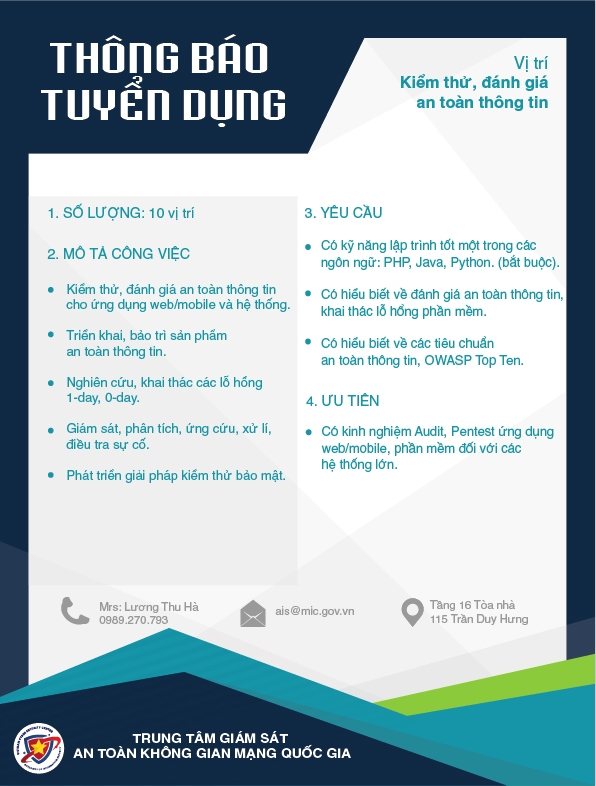 THÔNG BÁO
TUYỂN DỤNG
Vị trí
Kiểm thử, đánh giá
an toàn thông tin
1. SỐ LƯỢNG: 10 vị trí
2. MÔ TẢ CÔNG VIỆC
Kiểm thử, đánh giá an toàn thông tin
cho ứng dụng web/mobile và hệ thống.
Triển khai, bảo trì sản phẩm
an toàn thông tin.
Nghiên cứu, khai thác các lỗ hổng
1-day, 0-day.
Giám sát, phân tích, ứng cứu, xử lí,
điều tra sự cố.
Phát triển giải pháp kiểm thử bảo mật.
3. YÊU CẦU
Có kỹ năng lập trình tốt một trong các
ngôn ngữ: PHP, Java, Python. (bắt buộc).
Có hiểu biết về đánh giá an toàn thông tin,
khai thác lỗ hổng phần mềm.
Có hiểu biết về các tiêu chuẩn
an toàn thông tin, OWASP Top Ten.
4. ƯU TIÊN
Có kinh nghiệm Audit, Pentest ứng dụng
web/mobile, phần mềm đối với các
hệ thống lớn.
Mrs: Lương Thu Hà
0989.270.793
ais@mic.gov.vn
Tầng 16 Tòa nhà
115 Trần Duy Hưng
TRUNG TÂM GIÁM SÁT
AN TOÀN KHÔNG GIAN MẠNG QUỐC GIA